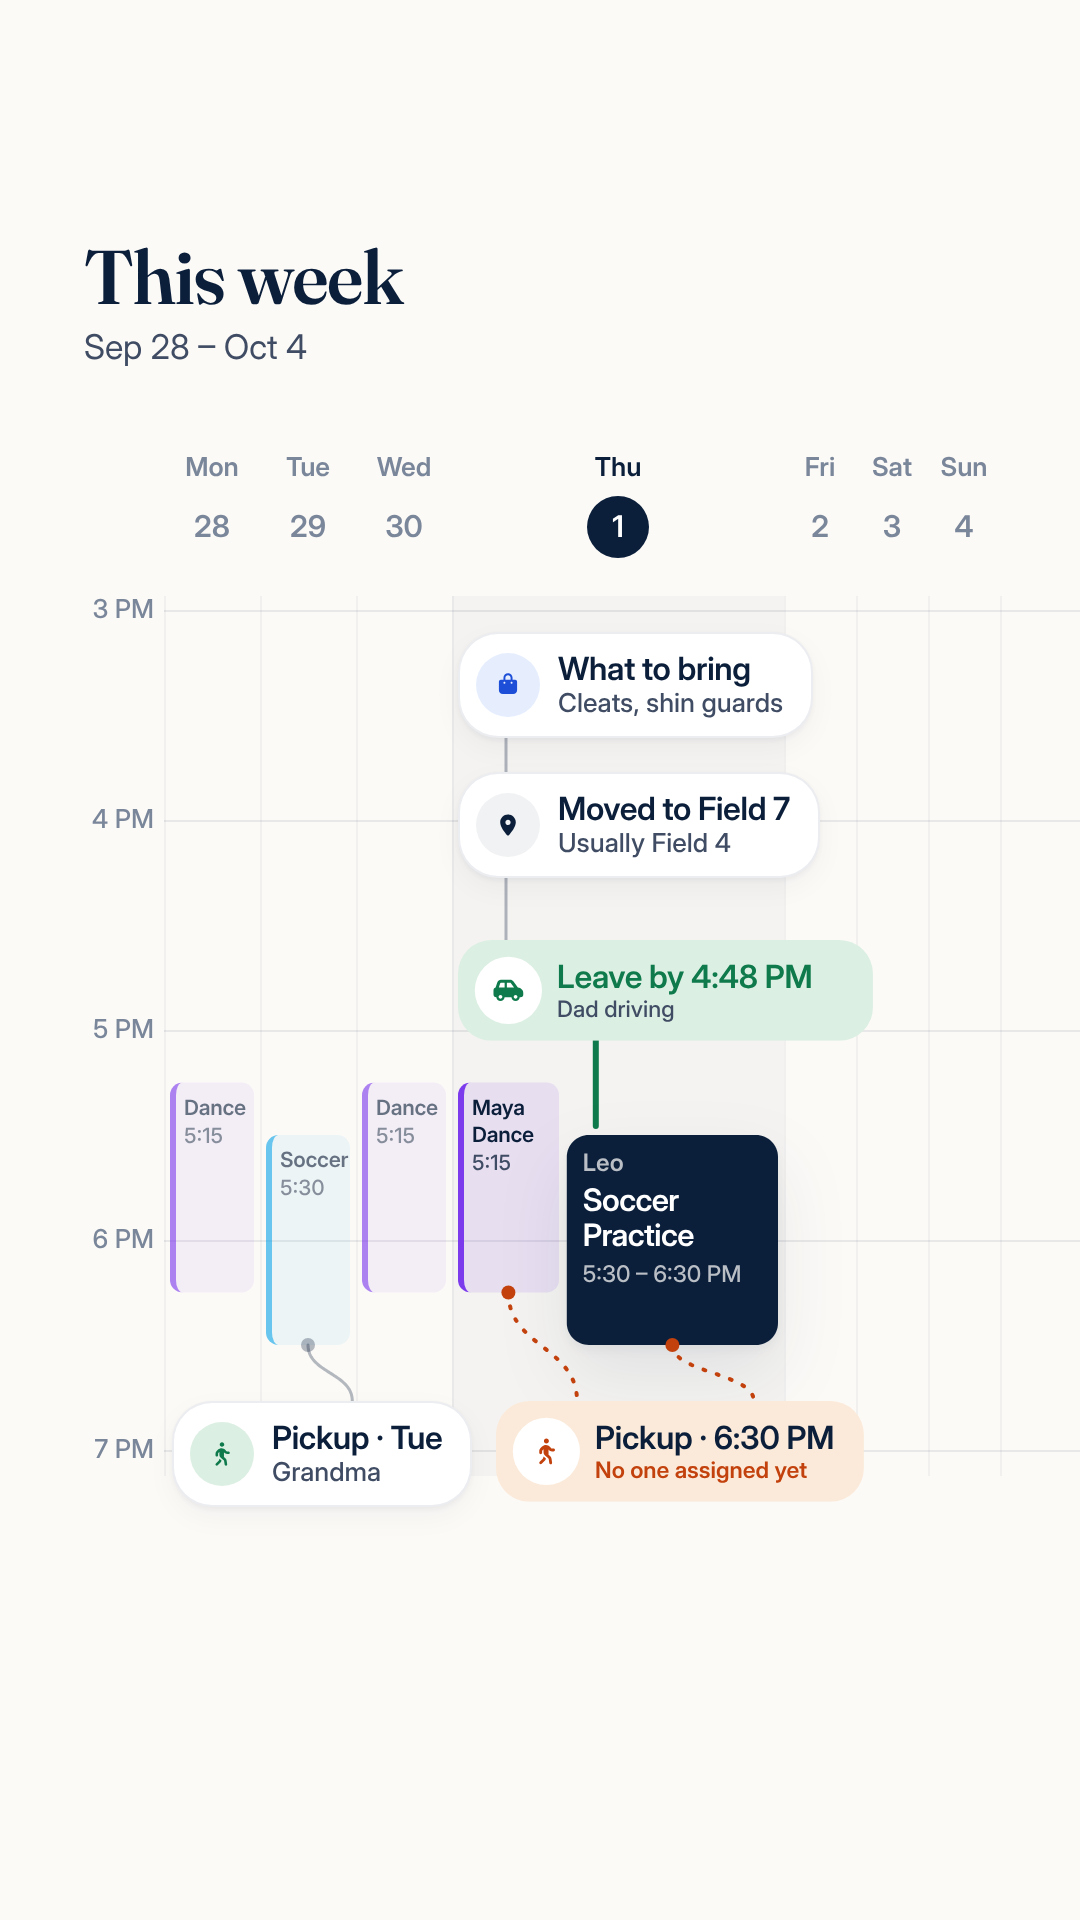 This week
Sep 28 – Oct 4
Mon Tue Wed Thu Fri Sat Sun
28 29 30 1 2 3 4
3 PM
What to bring
Cleats, shin guards
4 PM
Moved to Field 7
Usually Field 4
Leave by 4:48 PM
Dad driving
5 PM
Dance
5:15
Soccer
5:30
Dance
5:15
Maya
Dance
5:15
Leo
Soccer
Practice
5:30 – 6:30 PM
6 PM
7 PM
Pickup · Tue
Grandma
Pickup · 6:30 PM
No one assigned yet